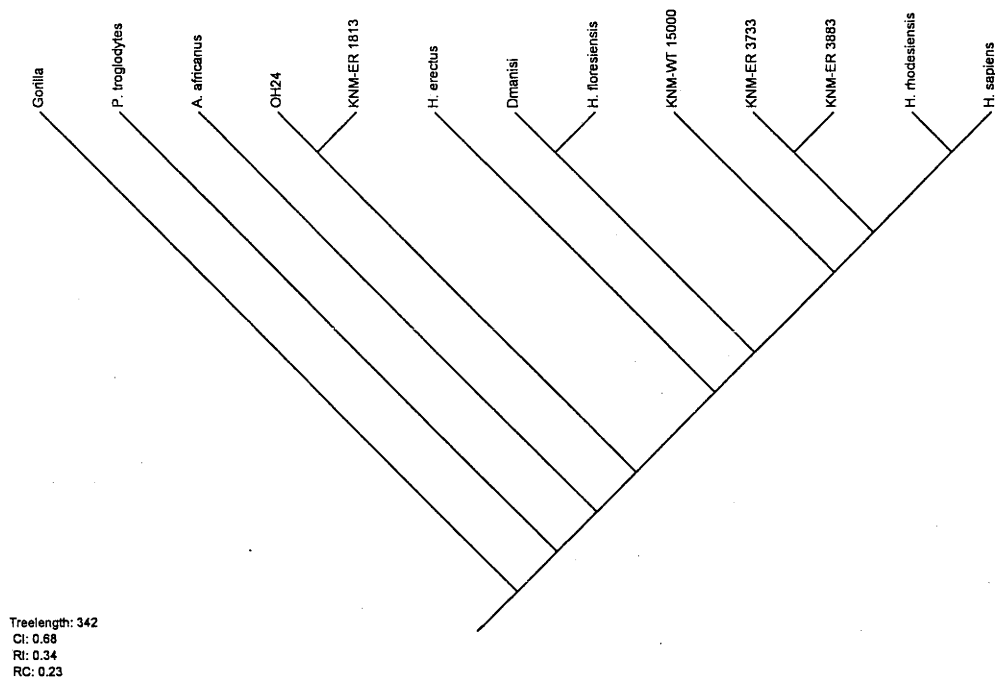 Gorilla
P. troglodytes
A. africanus
OH24
KNM-ER 1813
H. erectus
Dmanisi
H. floresiensis
KNM-WT 15000
KNM-ER 3733
KNM-ER 3883
H. rhodesiensis
H. sapiens
Treelength: 342
CI: 0.68
RI: 0.34
RC: 0.23